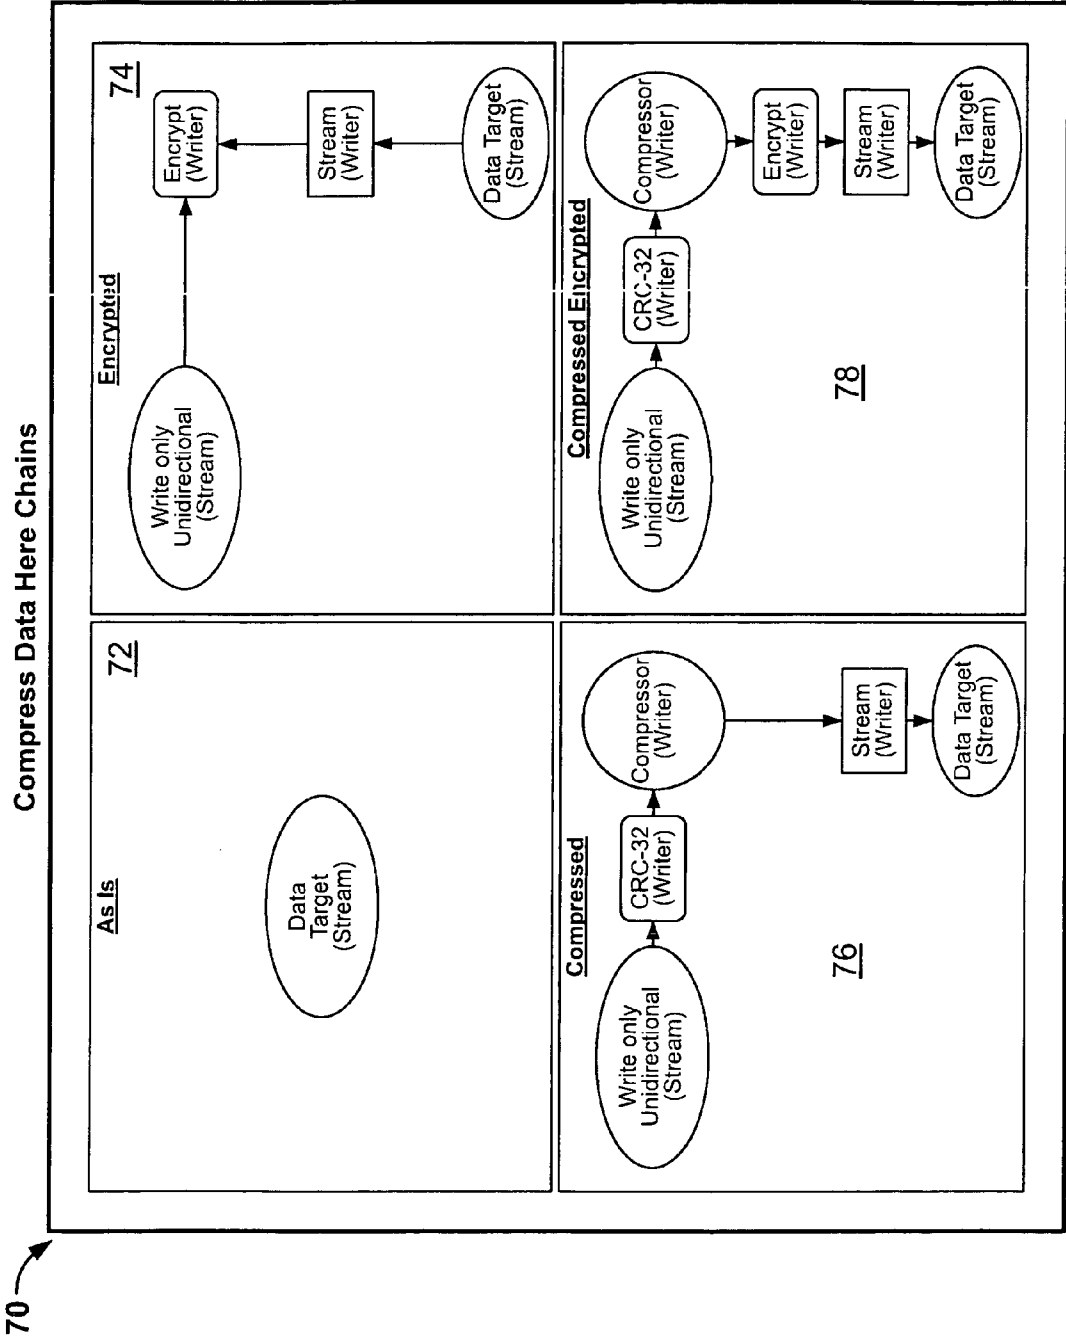 Compress Data Here Chains
70
As Is
72
Data
Target
(Stream)
Encrypted
74
Write only
Unidirectional
(Stream)
Encrypt
(Writer)
Stream
(Writer)
Data Target
(Stream)
Compressed
76
Write only
Unidirectional
(Stream)
CRC-32
(Writer)
Compressor
(Writer)
Stream
(Writer)
Data Target
(Stream)
Compressed Encrypted
78
Write only
Unidirectional
(Stream)
CRC-32
(Writer)
Compressor
(Writer)
Encrypt
(Writer)
Stream
(Writer)
Data Target
(Stream)